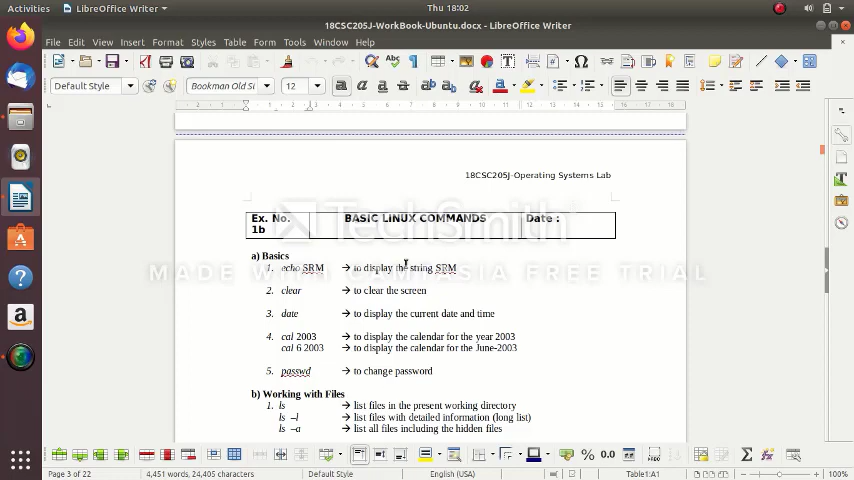 Activities LibreOffice Writer Thu 18:02
18CSC205J-WorkBook-Ubuntu.docx - LibreOffice Writer
File Edit View Insert Format Styles Table Form Tools Window Help
Default Style Bookman Old St 12
18CSC205J-Operating Systems Lab
Ex. No. BASIC LINUX COMMANDS Date :
1b
TechSmith
MADE WITH CAMTASIA FREE TRIAL
a) Basics
1. echo SRM → to display the string SRM
2. clear → to clear the screen
3. date → to display the current date and time
4. cal 2003 → to display the calendar for the year 2003
cal 6 2003 → to display the calendar for the June-2003
5. passwd → to change password
b) Working with Files
1. ls → list files in the present working directory
ls –l → list files with detailed information (long list)
ls –a → list all files including the hidden files
Page 3 of 22 4,451 words, 24,405 characters Default Style English (USA) Table1:A1 100%